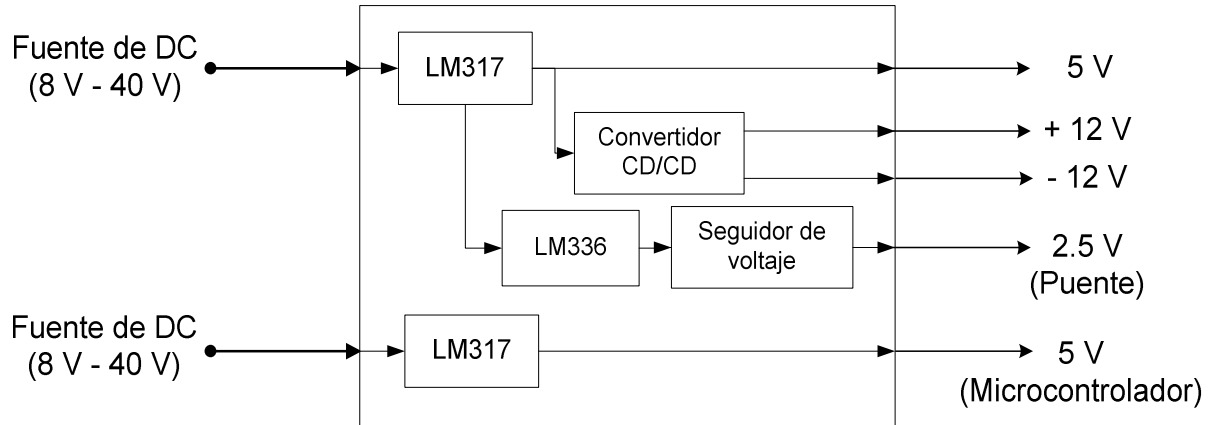 Fuente de DC
(8 V - 40 V)
LM317
5 V
Convertidor
CD/CD
+ 12 V
- 12 V
LM336
Seguidor de
voltaje
2.5 V
(Puente)
Fuente de DC
(8 V - 40 V)
LM317
5 V
(Microcontrolador)